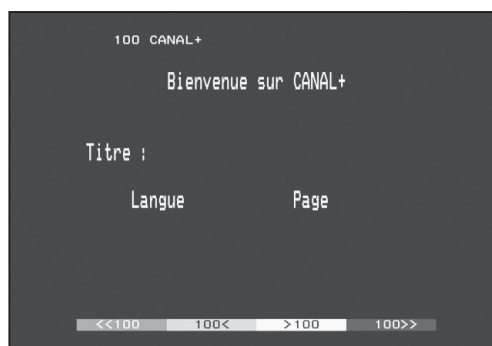 100 CANAL+
Bienvenue sur CANAL+
Titre :
Langue Page
<<100 100< >100 100>>